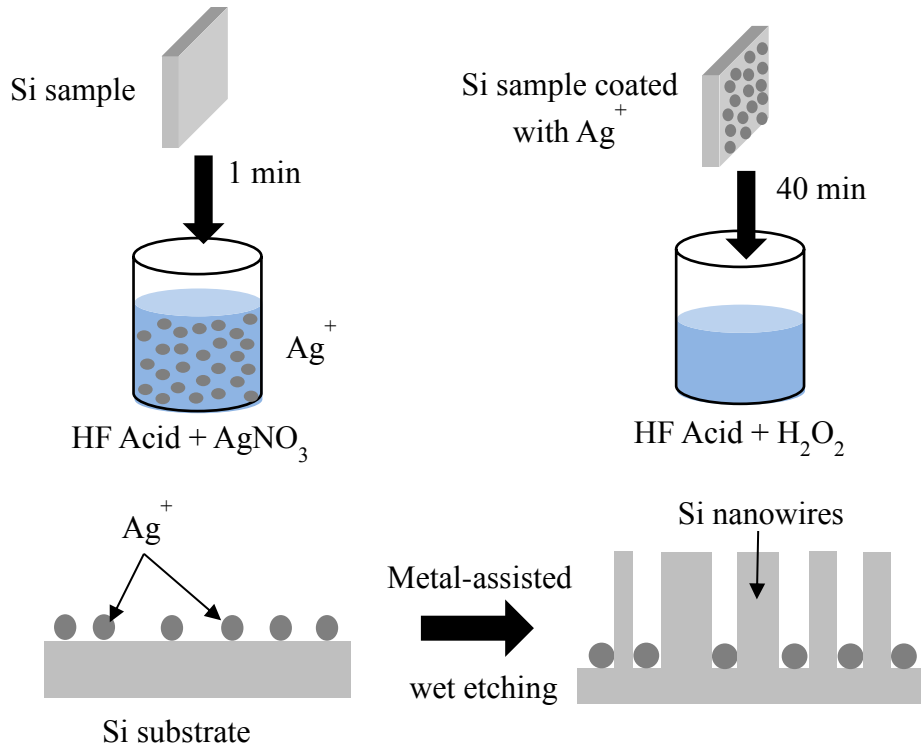 Si sample
1 min
Ag⁺
HF Acid + AgNO₃
Si sample coated
with Ag⁺
40 min
HF Acid + H₂O₂
Ag⁺
Si substrate
Metal-assisted
wet etching
Si nanowires